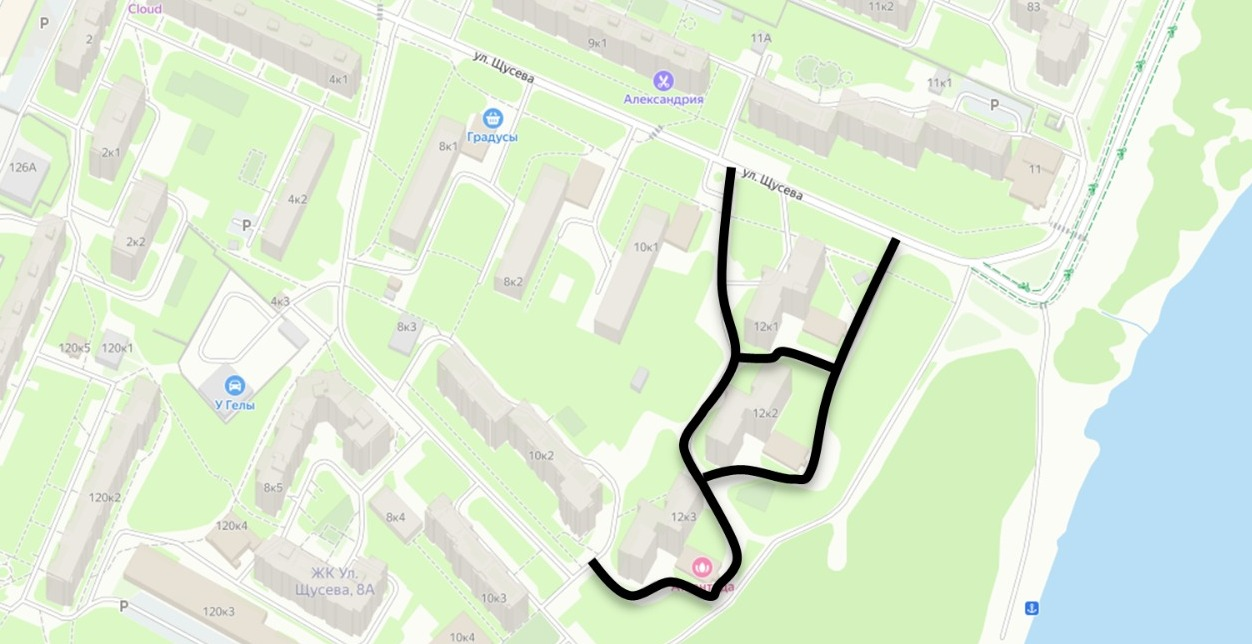 Cloud
P
2
4к1
9к1
ул. Щусева
11А
11к2
83
Александрия
11к1
P
Градусы
8к1
2к1
126А
11
ул. Щусева
4к2
P
2к2
10к1
8к2
4к3
8к3
12к1
120к5
120к1
У Гелы
12к2
10к2
8к5
120к2
8к4
12к3
120к4
ЖК Ул.
Щусева, 8А
10к3
P
120к3
10к4